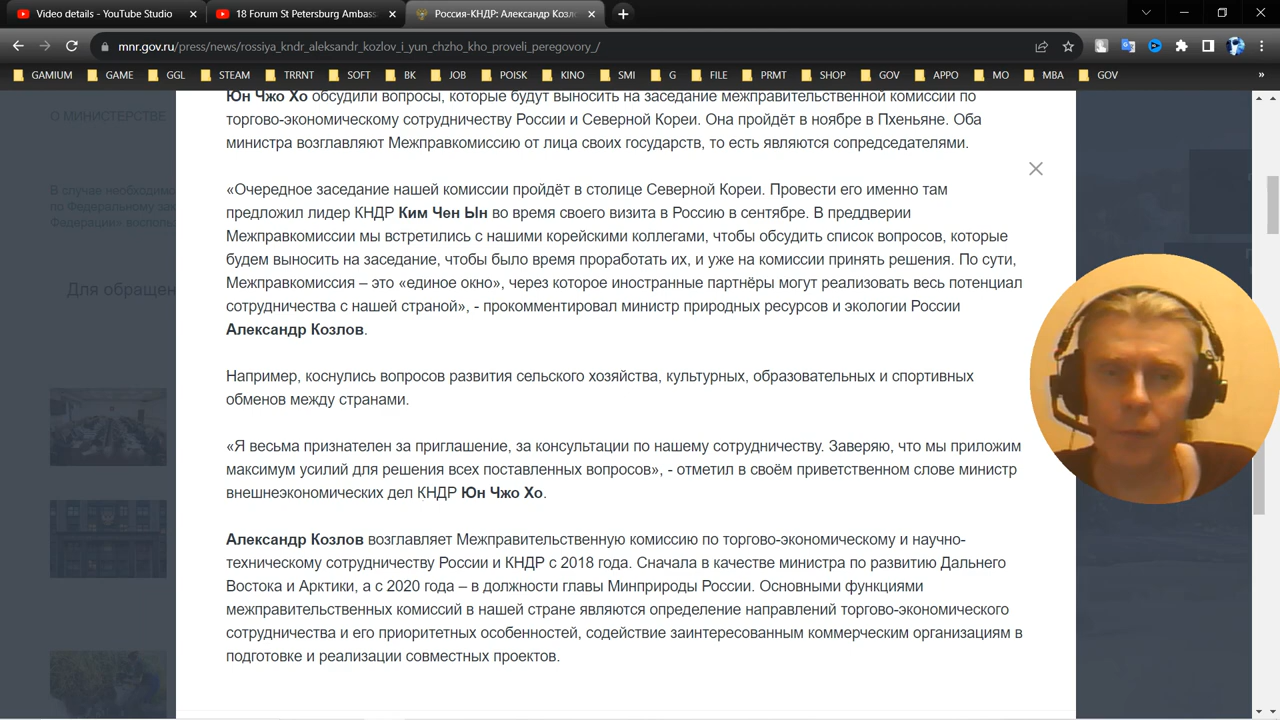 Video details - YouTube Studio
18 Forum St Petersburg Ambass
Россия-КНДР: Александр Козл
mnr.gov.ru/press/news/rossiya_kndr_aleksandr_kozlov_i_yun_chzho_kho_proveli_peregovory_/
GAMIUM GAME GGL STEAM TRRNT SOFT BK JOB POISK KINO SMI G FILE PRMT SHOP GOV APPO MO MBA GOV »
О МИНИСТЕРСТВЕ
В случае необходимо
по Федеральному зак
Федерации» воспольз
Для обращен
Юн Чжо Хо обсудили вопросы, которые будут выносить на заседание межправительственной комиссии по
торгово-экономическому сотрудничеству России и Северной Кореи. Она пройдёт в ноябре в Пхеньяне. Оба
министра возглавляют Межправкомиссию от лица своих государств, то есть являются сопредседателями.
«Очередное заседание нашей комиссии пройдёт в столице Северной Кореи. Провести его именно там
предложил лидер КНДР Ким Чен Ын во время своего визита в Россию в сентябре. В преддверии
Межправкомиссии мы встретились с нашими корейскими коллегами, чтобы обсудить список вопросов, которые
будем выносить на заседание, чтобы было время проработать их, и уже на комиссии принять решения. По сути,
Межправкомиссия – это «единое окно», через которое иностранные партнёры могут реализовать весь потенциал
сотрудничества с нашей страной», - прокомментировал министр природных ресурсов и экологии России
Александр Козлов.
Например, коснулись вопросов развития сельского хозяйства, культурных, образовательных и спортивных
обменов между странами.
«Я весьма признателен за приглашение, за консультации по нашему сотрудничеству. Заверяю, что мы приложим
максимум усилий для решения всех поставленных вопросов», - отметил в своём приветственном слове министр
внешнеэкономических дел КНДР Юн Чжо Хо.
Александр Козлов возглавляет Межправительственную комиссию по торгово-экономическому и научно-
техническому сотрудничеству России и КНДР с 2018 года. Сначала в качестве министра по развитию Дальнего
Востока и Арктики, а с 2020 года – в должности главы Минприроды России. Основными функциями
межправительственных комиссий в нашей стране являются определение направлений торгово-экономического
сотрудничества и его приоритетных особенностей, содействие заинтересованным коммерческим организациям в
подготовке и реализации совместных проектов.